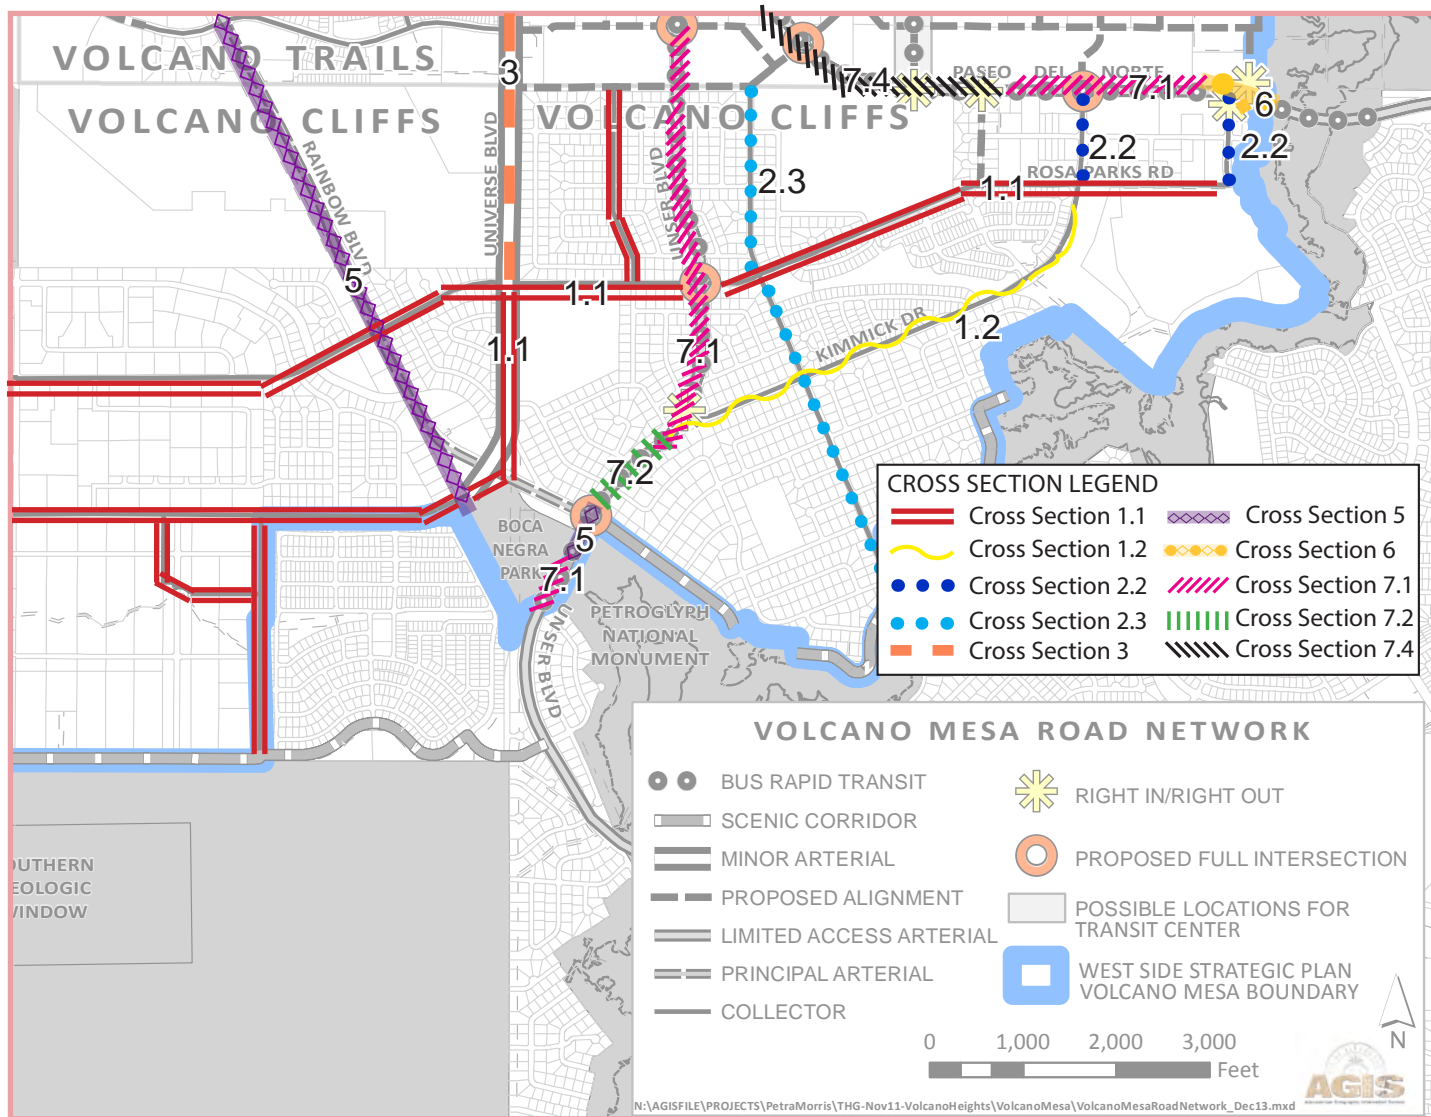 VOLCANO TRAILS
VOLCANO CLIFFS
VOLCANO CLIFFS
RAINBOW BLVD
UNIVERSE BLVD
UNSER BLVD
3
7.4
PASEO DEL NORTE
7.1
6
2.2
2.2
ROSA PARKS RD
2.3
1.1
5
1.1
1.1
7.1
KIMMICK DR
1.2
7.2
5
7.1
BOCA
NEGRA
PARK
UNSER BLVD
PETROGLYPH
NATIONAL
MONUMENT
OUTHERN
EOLOGIC
INDOW
CROSS SECTION LEGEND
Cross Section 1.1
Cross Section 1.2
Cross Section 2.2
Cross Section 2.3
Cross Section 3
Cross Section 5
Cross Section 6
Cross Section 7.1
Cross Section 7.2
Cross Section 7.4
VOLCANO MESA ROAD NETWORK
BUS RAPID TRANSIT
SCENIC CORRIDOR
MINOR ARTERIAL
PROPOSED ALIGNMENT
LIMITED ACCESS ARTERIAL
PRINCIPAL ARTERIAL
COLLECTOR
RIGHT IN/RIGHT OUT
PROPOSED FULL INTERSECTION
POSSIBLE LOCATIONS FOR
TRANSIT CENTER
WEST SIDE STRATEGIC PLAN
VOLCANO MESA BOUNDARY
0 1,000 2,000 3,000
Feet
N
AGIS
N:\AGISFILE\PROJECTS\PetraMorris\THG-Nov11-VolcanoHeights\VolcanoMesa\VolcanoMesaRoadNetwork_Dec13.mxd